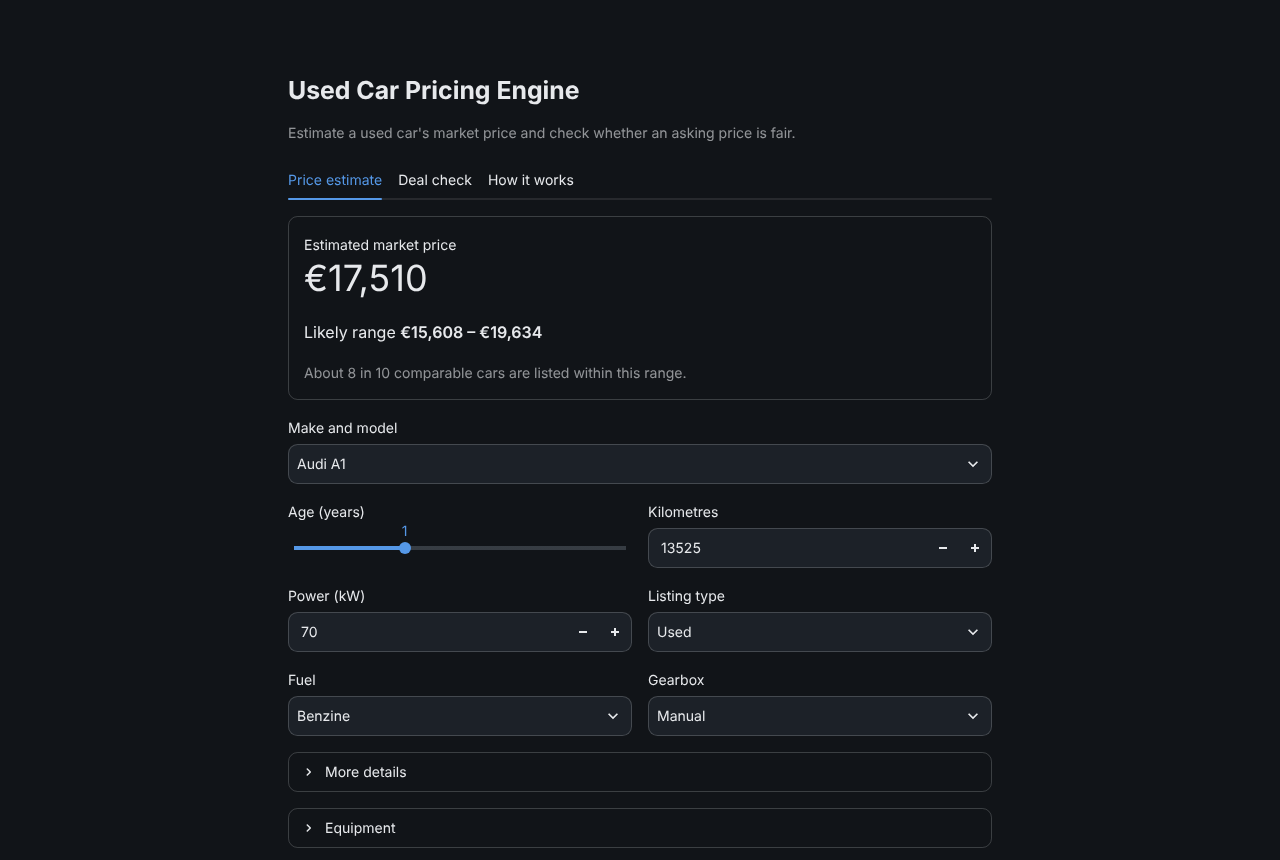 Used Car Pricing Engine
Estimate a used car's market price and check whether an asking price is fair.
Price estimate Deal check How it works
Estimated market price
€17,510
Likely range €15,608 – €19,634
About 8 in 10 comparable cars are listed within this range.
Make and model
Audi A1
Age (years)
1
Kilometres
13525
Power (kW)
70
Listing type
Used
Fuel
Benzine
Gearbox
Manual
More details
Equipment